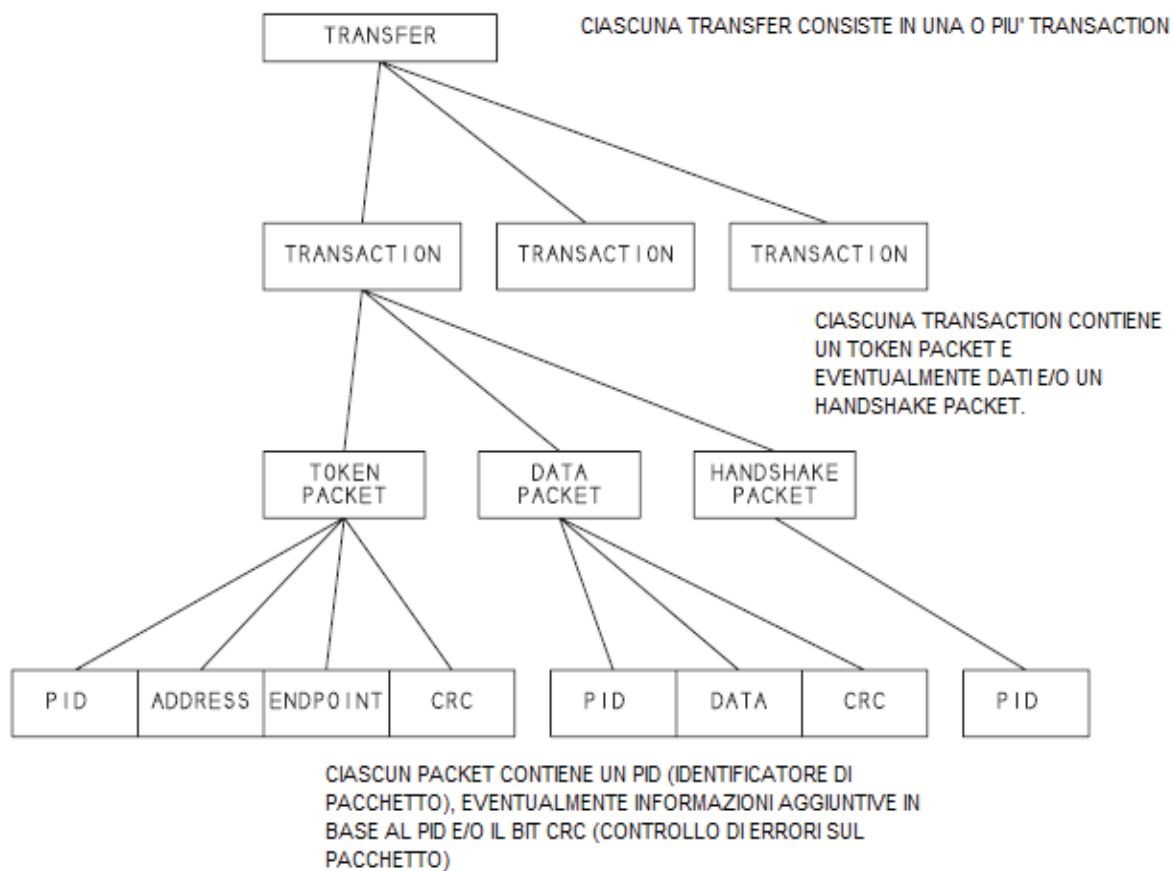 TRANSFER
CIASCUNA TRANSFER CONSISTE IN UNA O PIU' TRANSACTION
TRANSACTION
TRANSACTION
TRANSACTION
CIASCUNA TRANSACTION CONTIENE
UN TOKEN PACKET E
EVENTUALMENTE DATI E/O UN
HANDSHAKE PACKET.
TOKEN
PACKET
DATA
PACKET
HANDSHAKE
PACKET
PID
ADDRESS
ENDPOINT
CRC
PID
DATA
CRC
PID
CIASCUN PACKET CONTIENE UN PID (IDENTIFICATORE DI
PACCHETTO), EVENTUALMENTE INFORMAZIONI AGGIUNTIVE IN
BASE AL PID E/O IL BIT CRC (CONTROLLO DI ERRORI SUL
PACCHETTO)